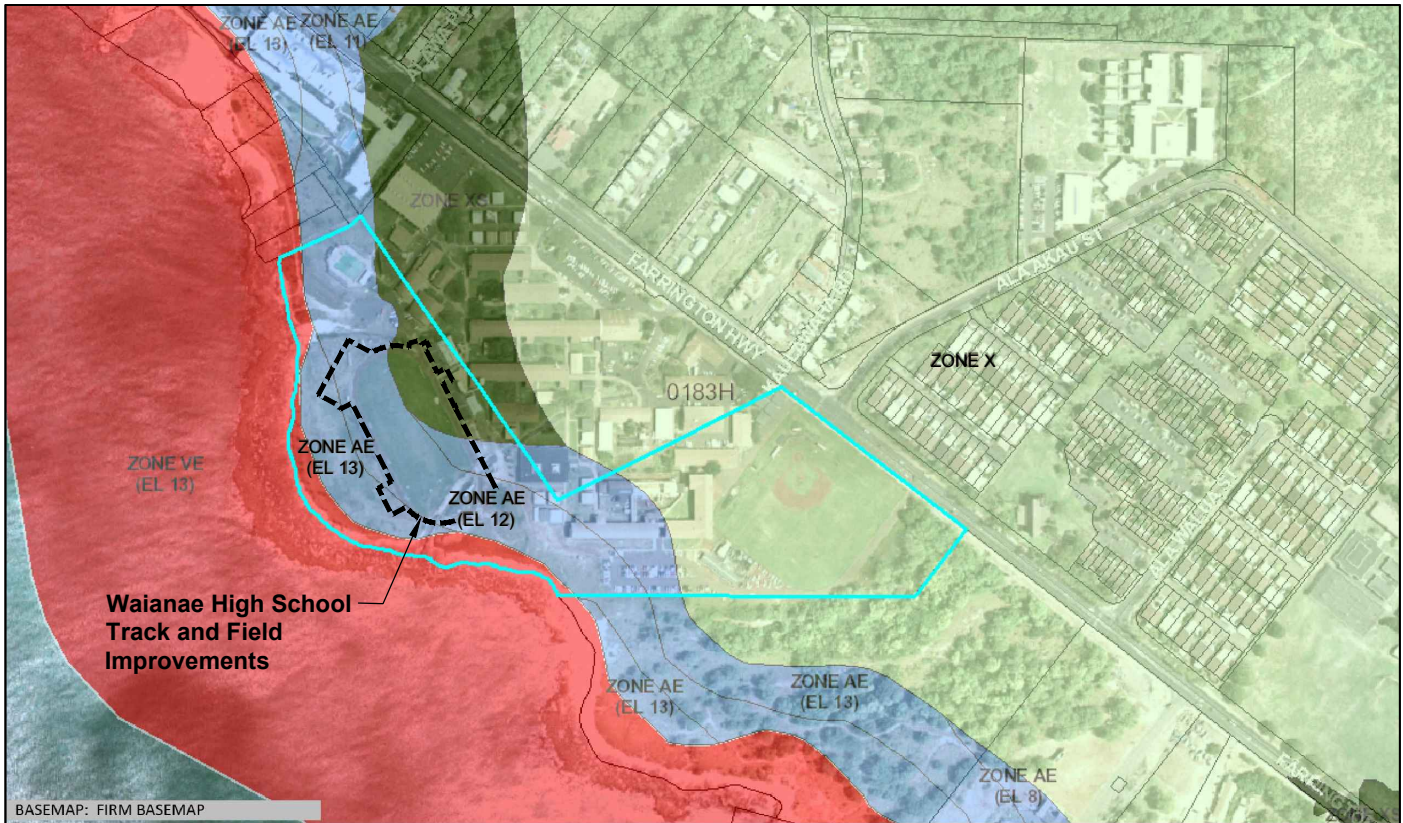 ZONE AE
(EL 13)
ZONE AE
(EL 11)
ZONE XS
FARRINGTON HWY
ALA AKAU ST
ZONE X
0183H
ZONE VE
(EL 13)
ZONE AE
(EL 13)
ZONE AE
(EL 12)
Waianae High School
Track and Field
Improvements
ZONE AE
(EL 13)
ZONE AE
(EL 13)
ZONE AE
(EL 8)
ZONE XS
BASEMAP: FIRM BASEMAP